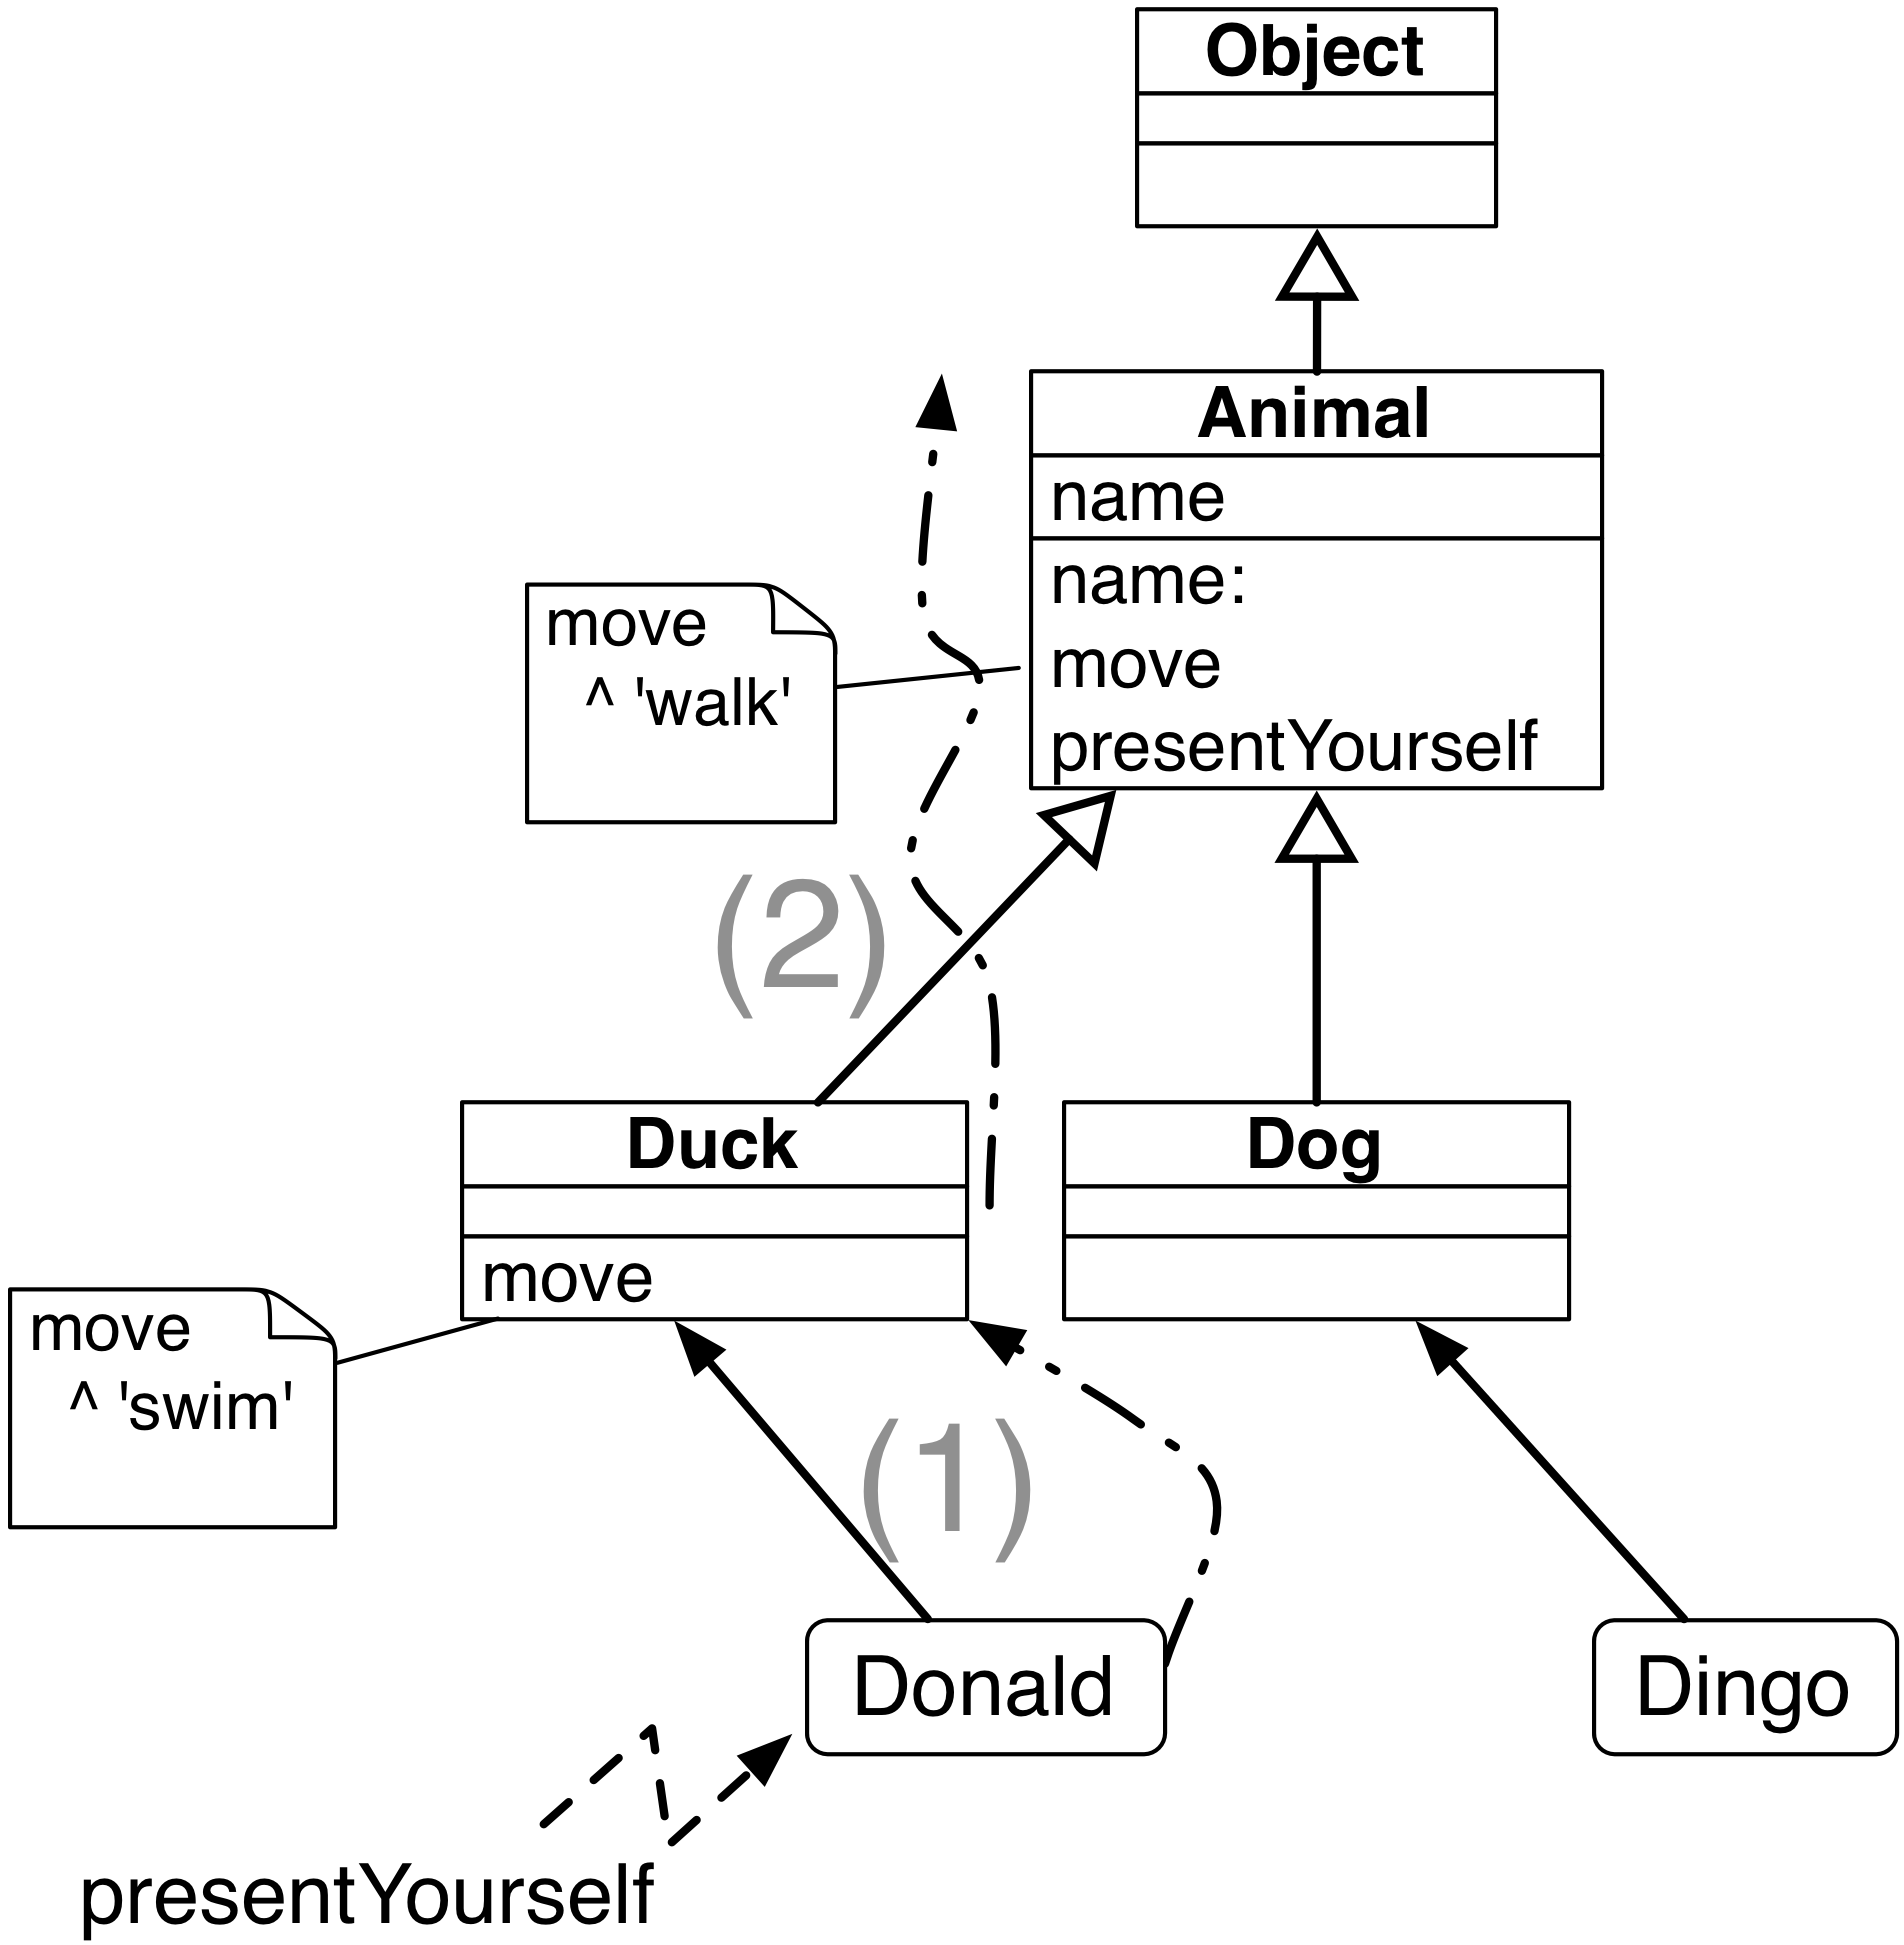 Object
Animal
name
name:
move
presentYourself
move
^ 'walk'
(2)
Duck
move
Dog
move
^ 'swim'
(1)
Donald
Dingo
presentYourself